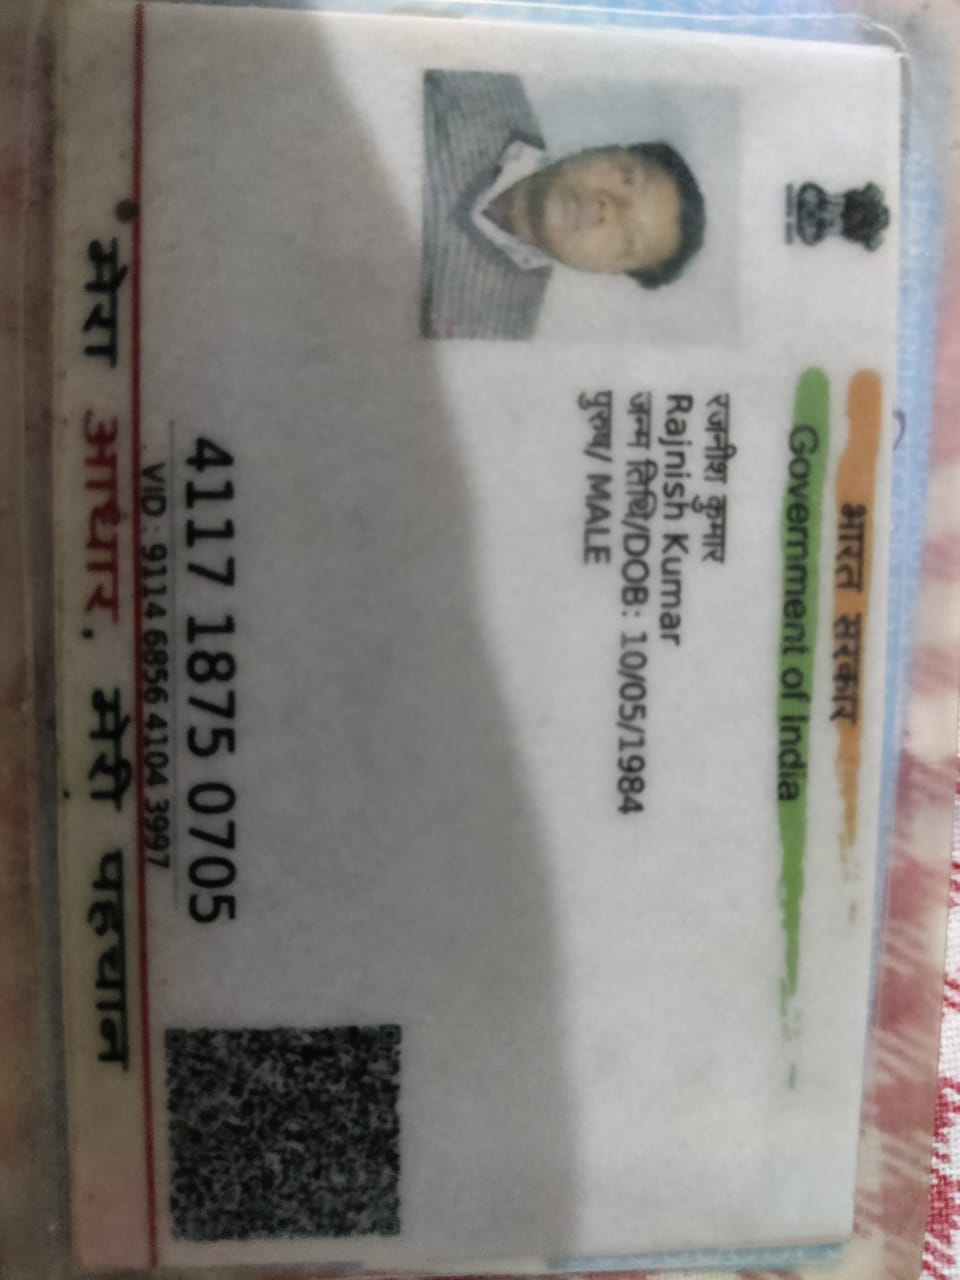 भारत सरकार
Government of India
रजनीश कुमार
Rajnish Kumar
जन्म तिथि/DOB: 10/05/1984
पुरुष/ MALE
4117 1875 0705
VID : 9114 6856 4104 3997
मेरा आधार, मेरी पहचान